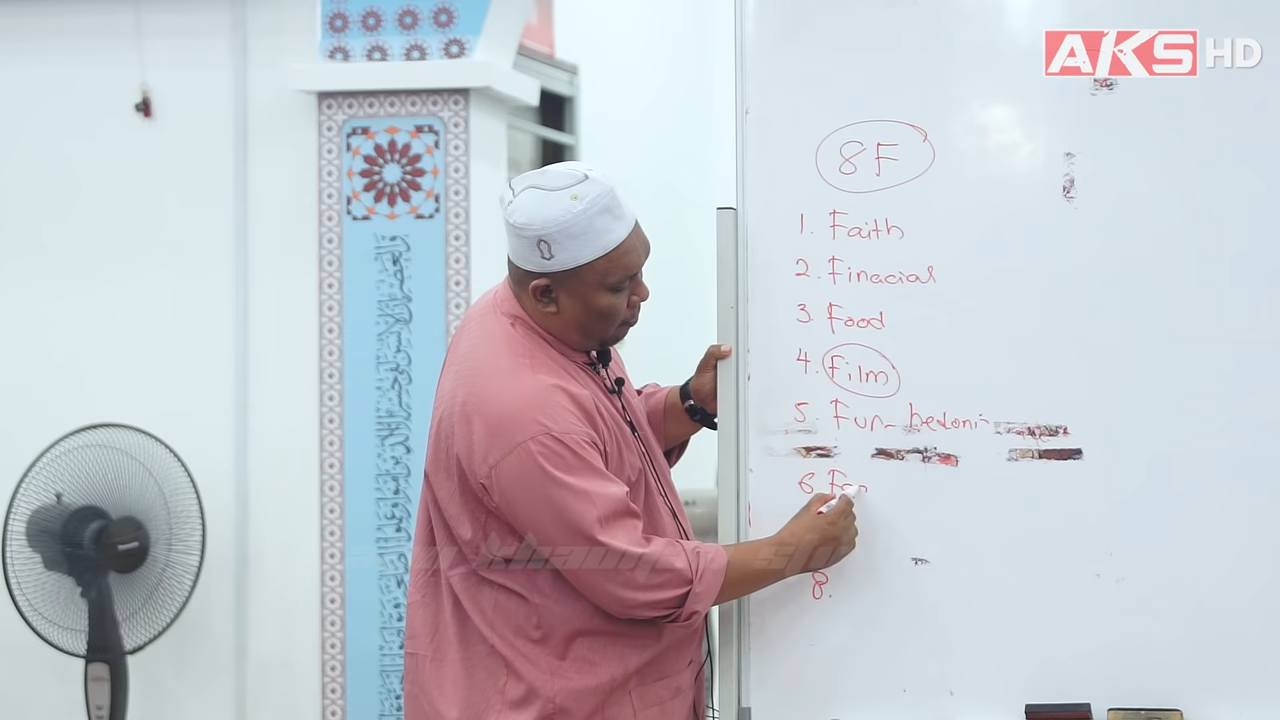 AKS HD
8F
1. Faith
2. Finacial
3. Food
4. Film
5. Fun - hedoni-
6 Fa
8.